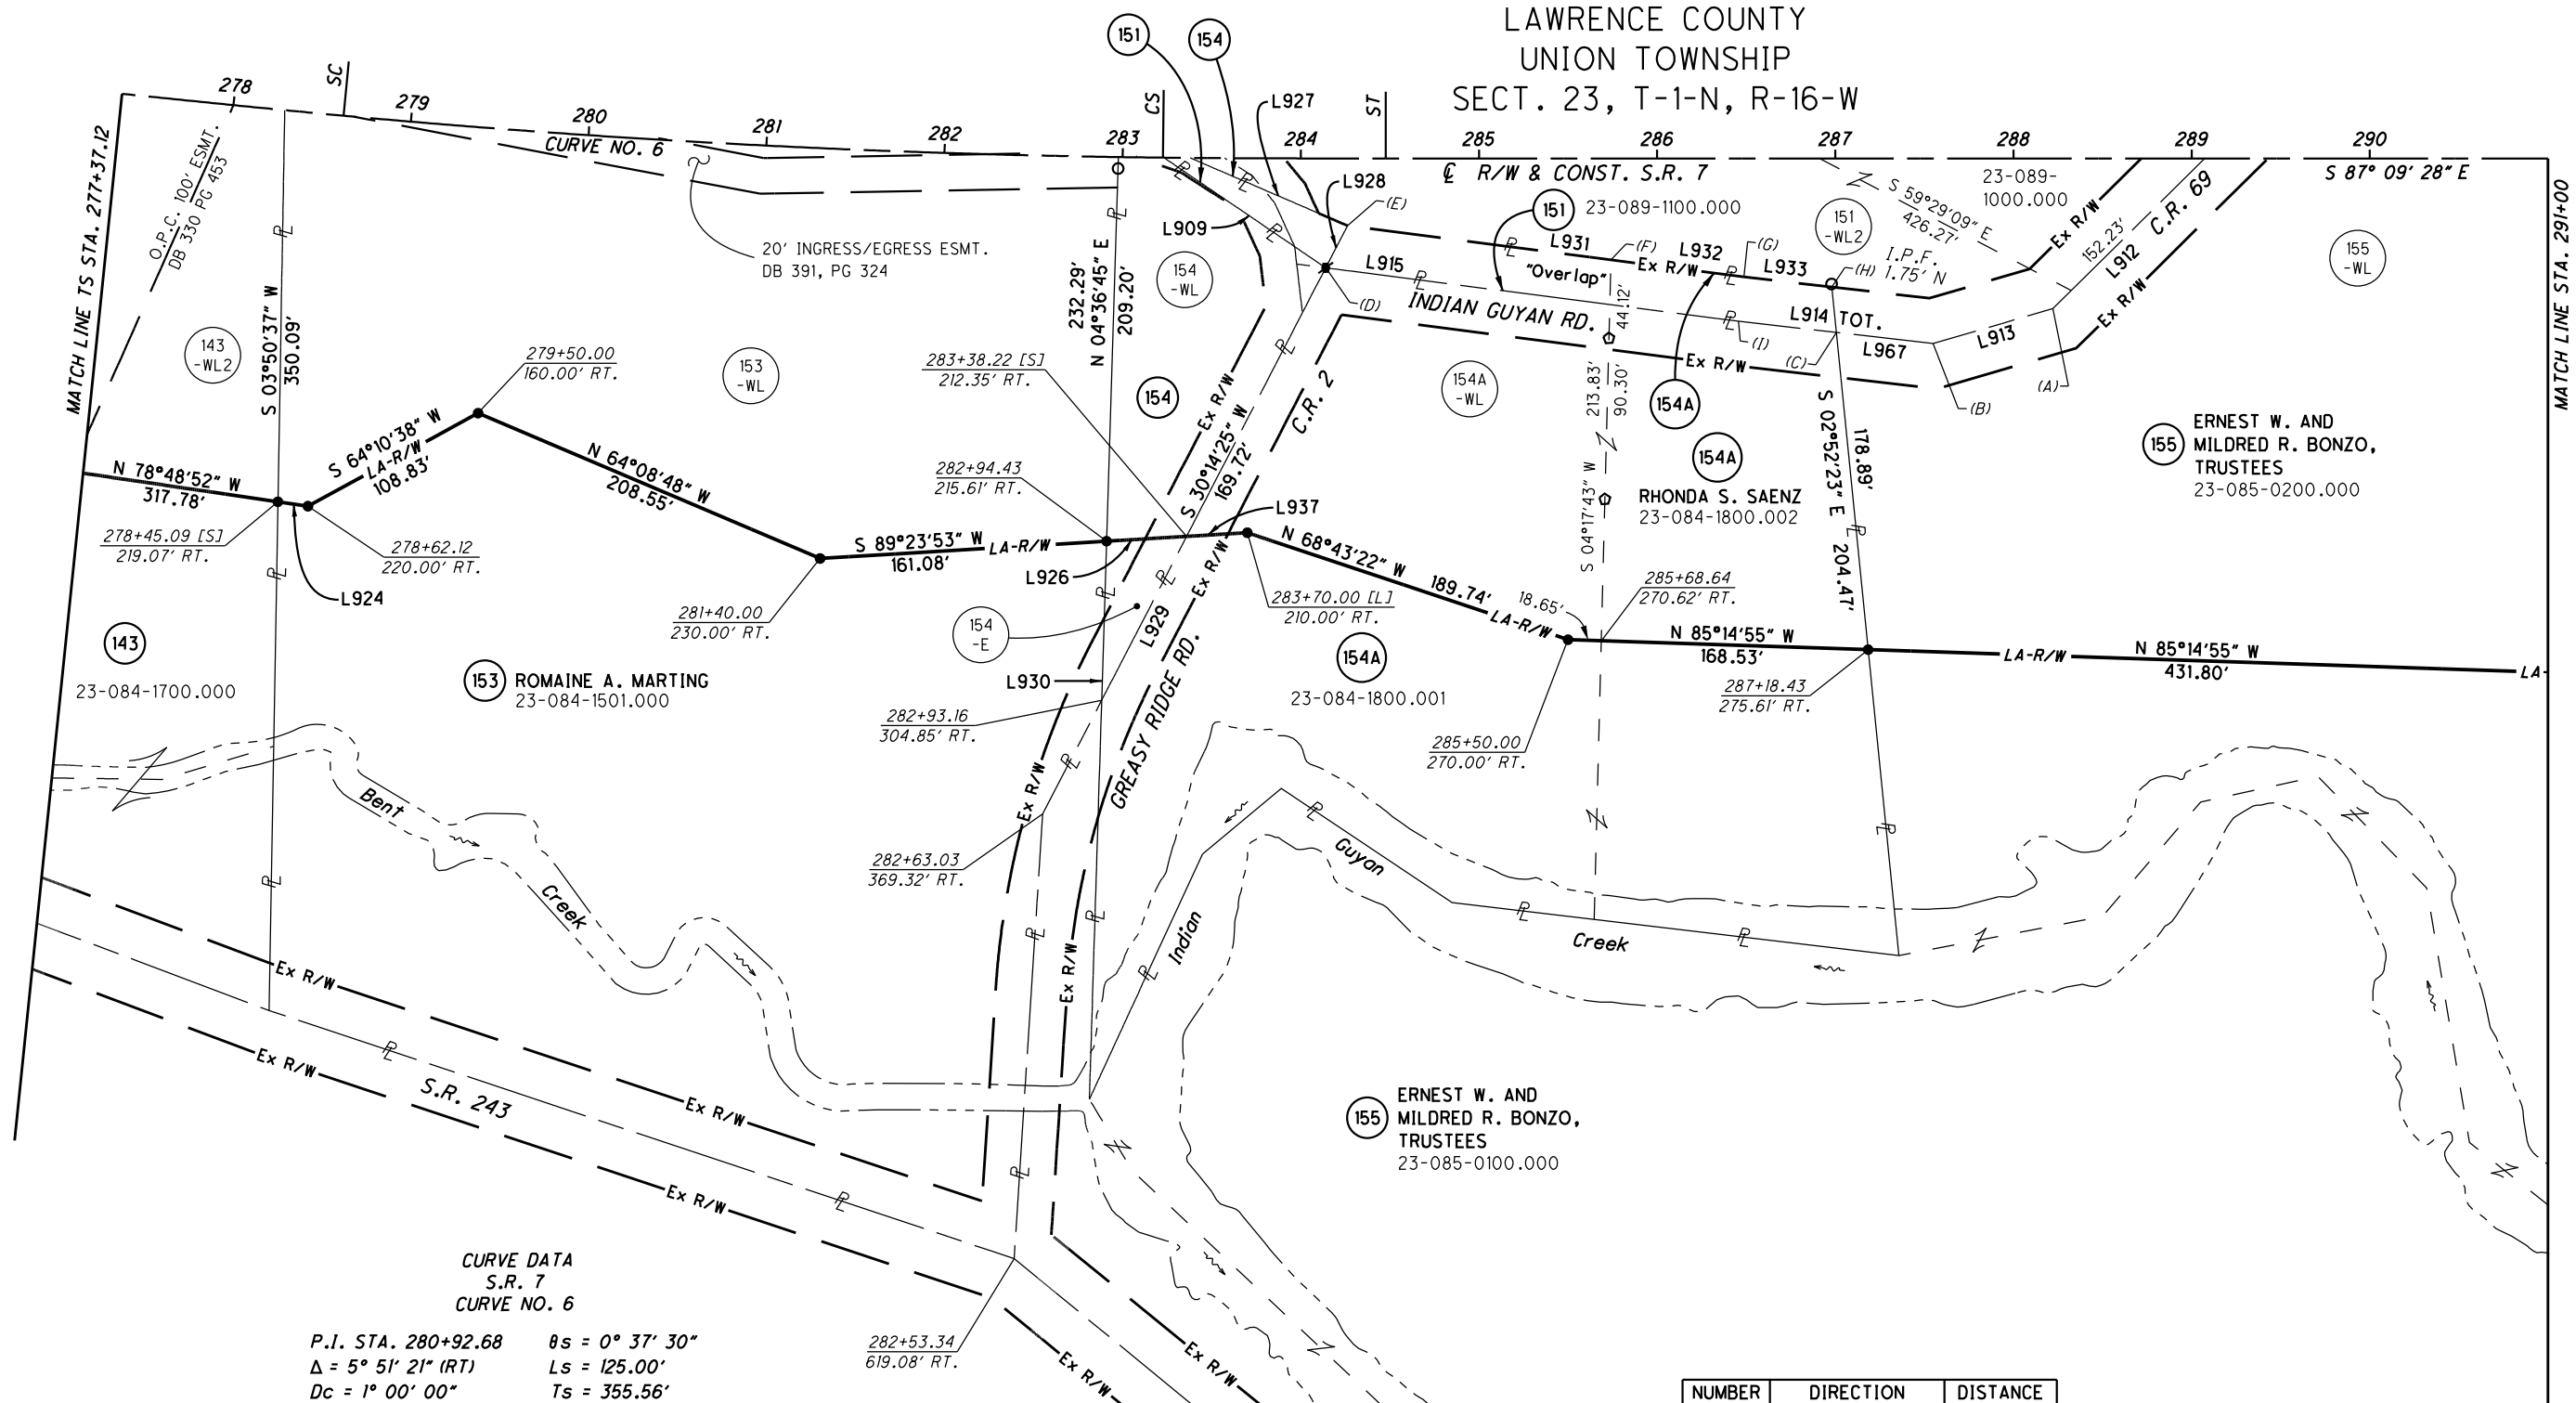 LAWRENCE COUNTY
UNION TOWNSHIP
SECT. 23, T-1-N, R-16-W
151
154
L927
SC
CS
ST
278
279
280
281
282
283
284
285
286
287
288
289
290
CURVE NO. 6
℄ R/W & CONST. S.R. 7
S 87° 09' 28" E
MATCH LINE TS STA. 277+37.12
MATCH LINE STA. 291+00
O.P.C. 100' ESMT.
DB 330 PG 453
20' INGRESS/EGRESS ESMT.
DB 391, PG 324
L928
(E)
L909
151
23-089-1100.000
151
-WL2
S 59°29'09" E
426.27'
23-089-
1000.000
Ex R/W
C.R. 69
152.23'
L912
Ex R/W
155
-WL
I.P.F.
1.75' N
(H)
L931
(F)
L932
(G)
L933
Ex R/W
L915
"Overlap"
(D)
INDIAN GUYAN RD.
44.12'
L914 TOT.
(I)
(C)
L967
L913
(A)
(B)
Ex R/W
154
-WL
232.29'
N 04°36'45" E
209.20'
S 03°50'37" W
350.09'
143
-WL2
153
-WL
154
154A
-WL
154A
154A
RHONDA S. SAENZ
23-084-1800.002
213.83'
90.30'
S 04°17'43" W
S 02°52'23" E
178.89'
204.47'
155
ERNEST W. AND
MILDRED R. BONZO,
TRUSTEES
23-085-0200.000
279+50.00
160.00' RT.
283+38.22 [S]
212.35' RT.
Ex R/W
S 30°14'25" W
169.72'
C.R. 2
N 78°48'52" W
317.78'
S 64°10'38" W
LA-R/W
108.83'
N 64°08'48" W
208.55'
282+94.43
215.61' RT.
278+45.09 [S]
219.07' RT.
278+62.12
220.00' RT.
L924
S 89°23'53" W
LA-R/W
161.08'
L926
L937
N 68°43'22" W
189.74'
LA-R/W
18.65'
285+68.64
270.62' RT.
283+70.00 [L]
210.00' RT.
281+40.00
230.00' RT.
154
-E
L929
Ex R/W
GREASY RIDGE RD.
N 85°14'55" W
168.53'
LA-R/W
N 85°14'55" W
431.80'
LA
143
23-084-1700.000
153
ROMAINE A. MARTING
23-084-1501.000
L930
282+93.16
304.85' RT.
154A
23-084-1800.001
287+18.43
275.61' RT.
285+50.00
270.00' RT.
Bent
Creek
Ex R/W
282+63.03
369.32' RT.
Guyan
Indian
Creek
Ex R/W
Ex R/W
Ex R/W
S.R. 243
Ex R/W
Ex R/W
155
ERNEST W. AND
MILDRED R. BONZO,
TRUSTEES
23-085-0100.000
CURVE DATA
S.R. 7
CURVE NO. 6
P.I. STA. 280+92.68 θs = 0° 37' 30"
Δ = 5° 51' 21" (RT) Ls = 125.00'
Dc = 1° 00' 00" Ts = 355.56'
282+53.34
619.08' RT.
Ex R/W
Ex R/W
NUMBER DIRECTION DISTANCE